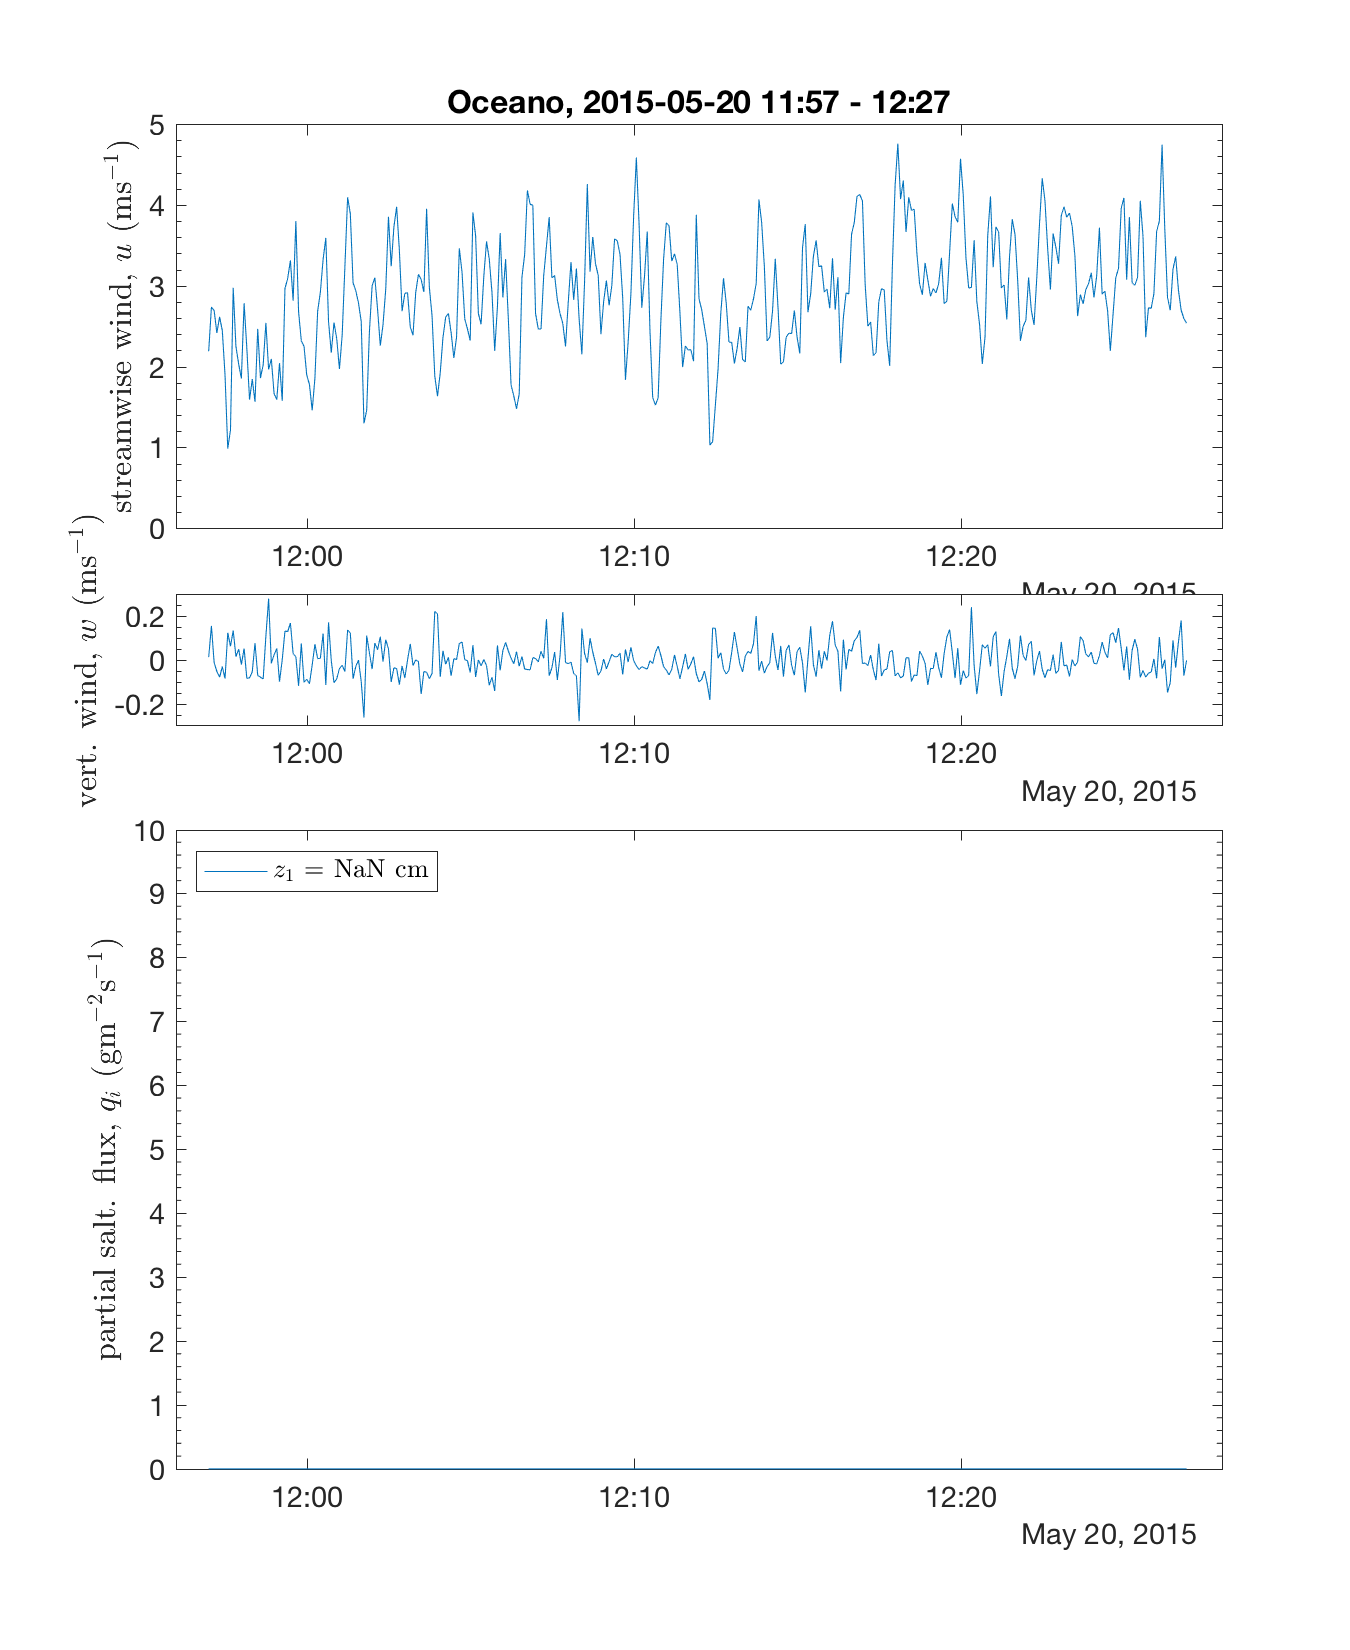 Oceano, 2015-05-20 11:57 - 12:27
streamwise wind, u (ms⁻¹)
5
4
3
2
1
0
12:00 12:10 12:20
May 20, 2015
vert. wind, w (ms⁻¹)
0.2
0
-0.2
12:00 12:10 12:20
May 20, 2015
partial salt. flux, qᵢ (gm⁻²s⁻¹)
10
9
8
7
6
5
4
3
2
1
0
z₁ = NaN cm
12:00 12:10 12:20
May 20, 2015